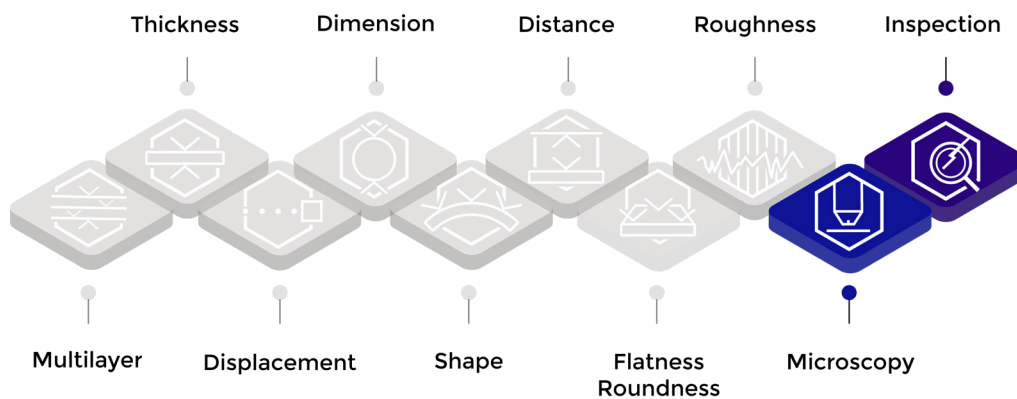 Thickness
Dimension
Distance
Roughness
Inspection
Multilayer
Displacement
Shape
Flatness
Roundness
Microscopy